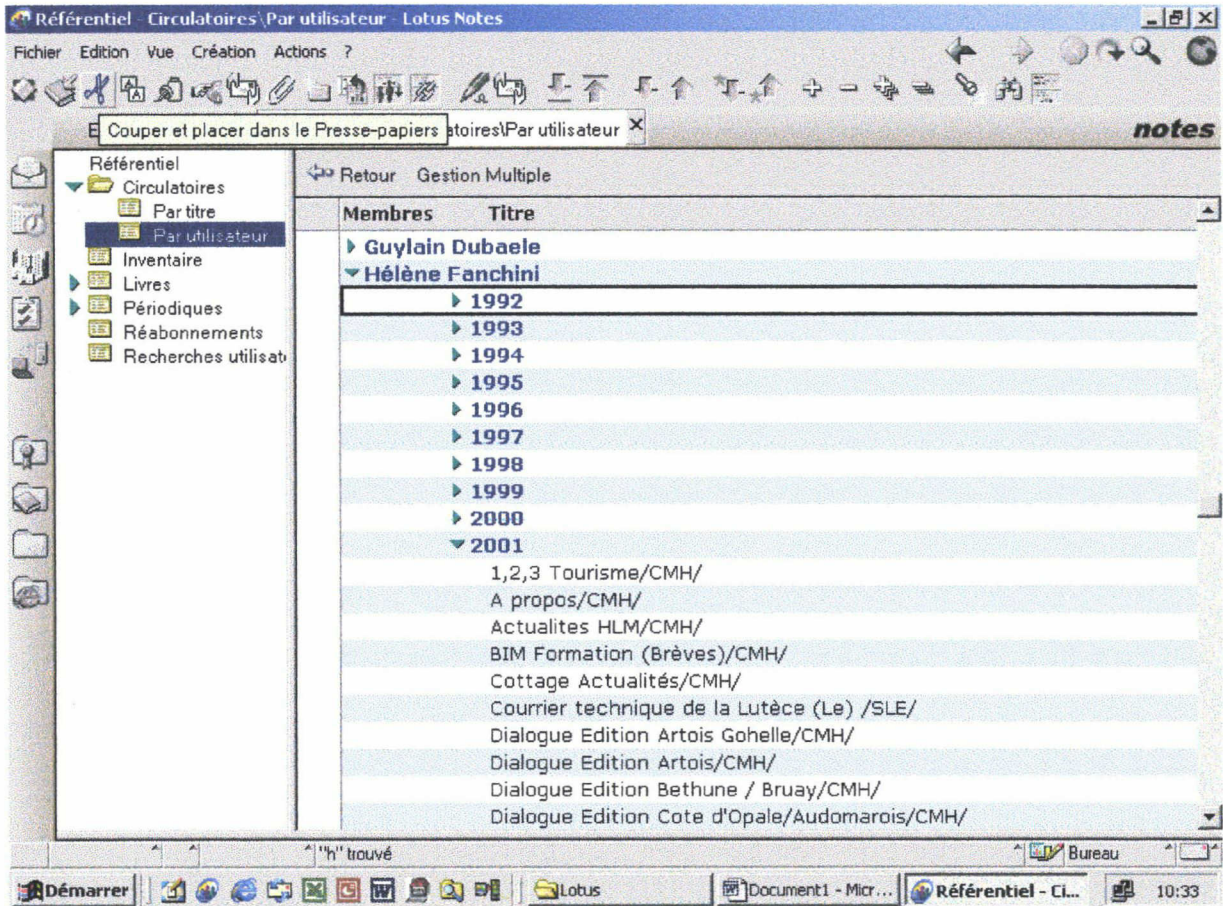 Référentiel - Circulatoires\Par utilisateur - Lotus Notes
Fichier Edition Vue Création Actions ?
E
Couper et placer dans le Presse-papiers
atoires\Par utilisateur
notes
Référentiel
Circulatoires
Par titre
Par utilisateur
Inventaire
Livres
Périodiques
Réabonnements
Recherches utilisat
Retour Gestion Multiple
Membres Titre
Guylain Dubaele
Hélène Fanchini
1992
1993
1994
1995
1996
1997
1998
1999
2000
2001
1,2,3 Tourisme/CMH/
A propos/CMH/
Actualites HLM/CMH/
BIM Formation (Brèves)/CMH/
Cottage Actualités/CMH/
Courrier technique de la Lutèce (Le) /SLE/
Dialogue Edition Artois Gohelle/CMH/
Dialogue Edition Artois/CMH/
Dialogue Edition Bethune / Bruay/CMH/
Dialogue Edition Cote d'Opale/Audomarois/CMH/
"h" trouvé
Bureau
Démarrer
Lotus
Document1 - Micr...
Référentiel - Ci...
10:33